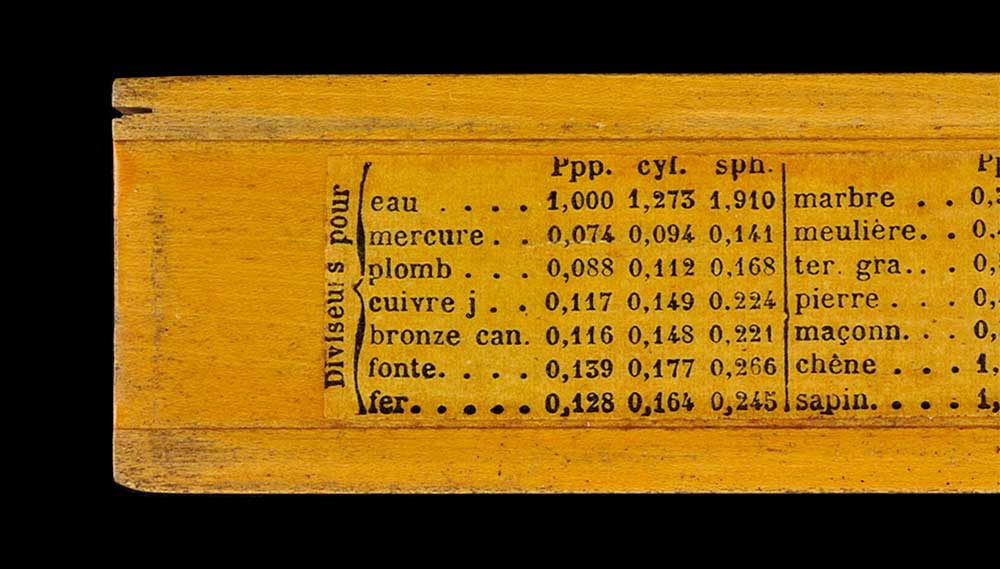 Diviseurs pour
Ppp. cyl. sph.
eau . . . . 1,000 1,273 1,910
mercure . . 0,074 0,094 0,141
plomb . . . 0,088 0,112 0,168
cuivre j . . 0,117 0,149 0.224
bronze can. 0,116 0,148 0,221
fonte. . . . 0,139 0,177 0,266
fer. . . . . . 0,128 0,164 0,245
marbre . .
meulière. .
ter. gra.. .
pierre . . .
maçonn. . .
chêne . . .
sapin. . . .